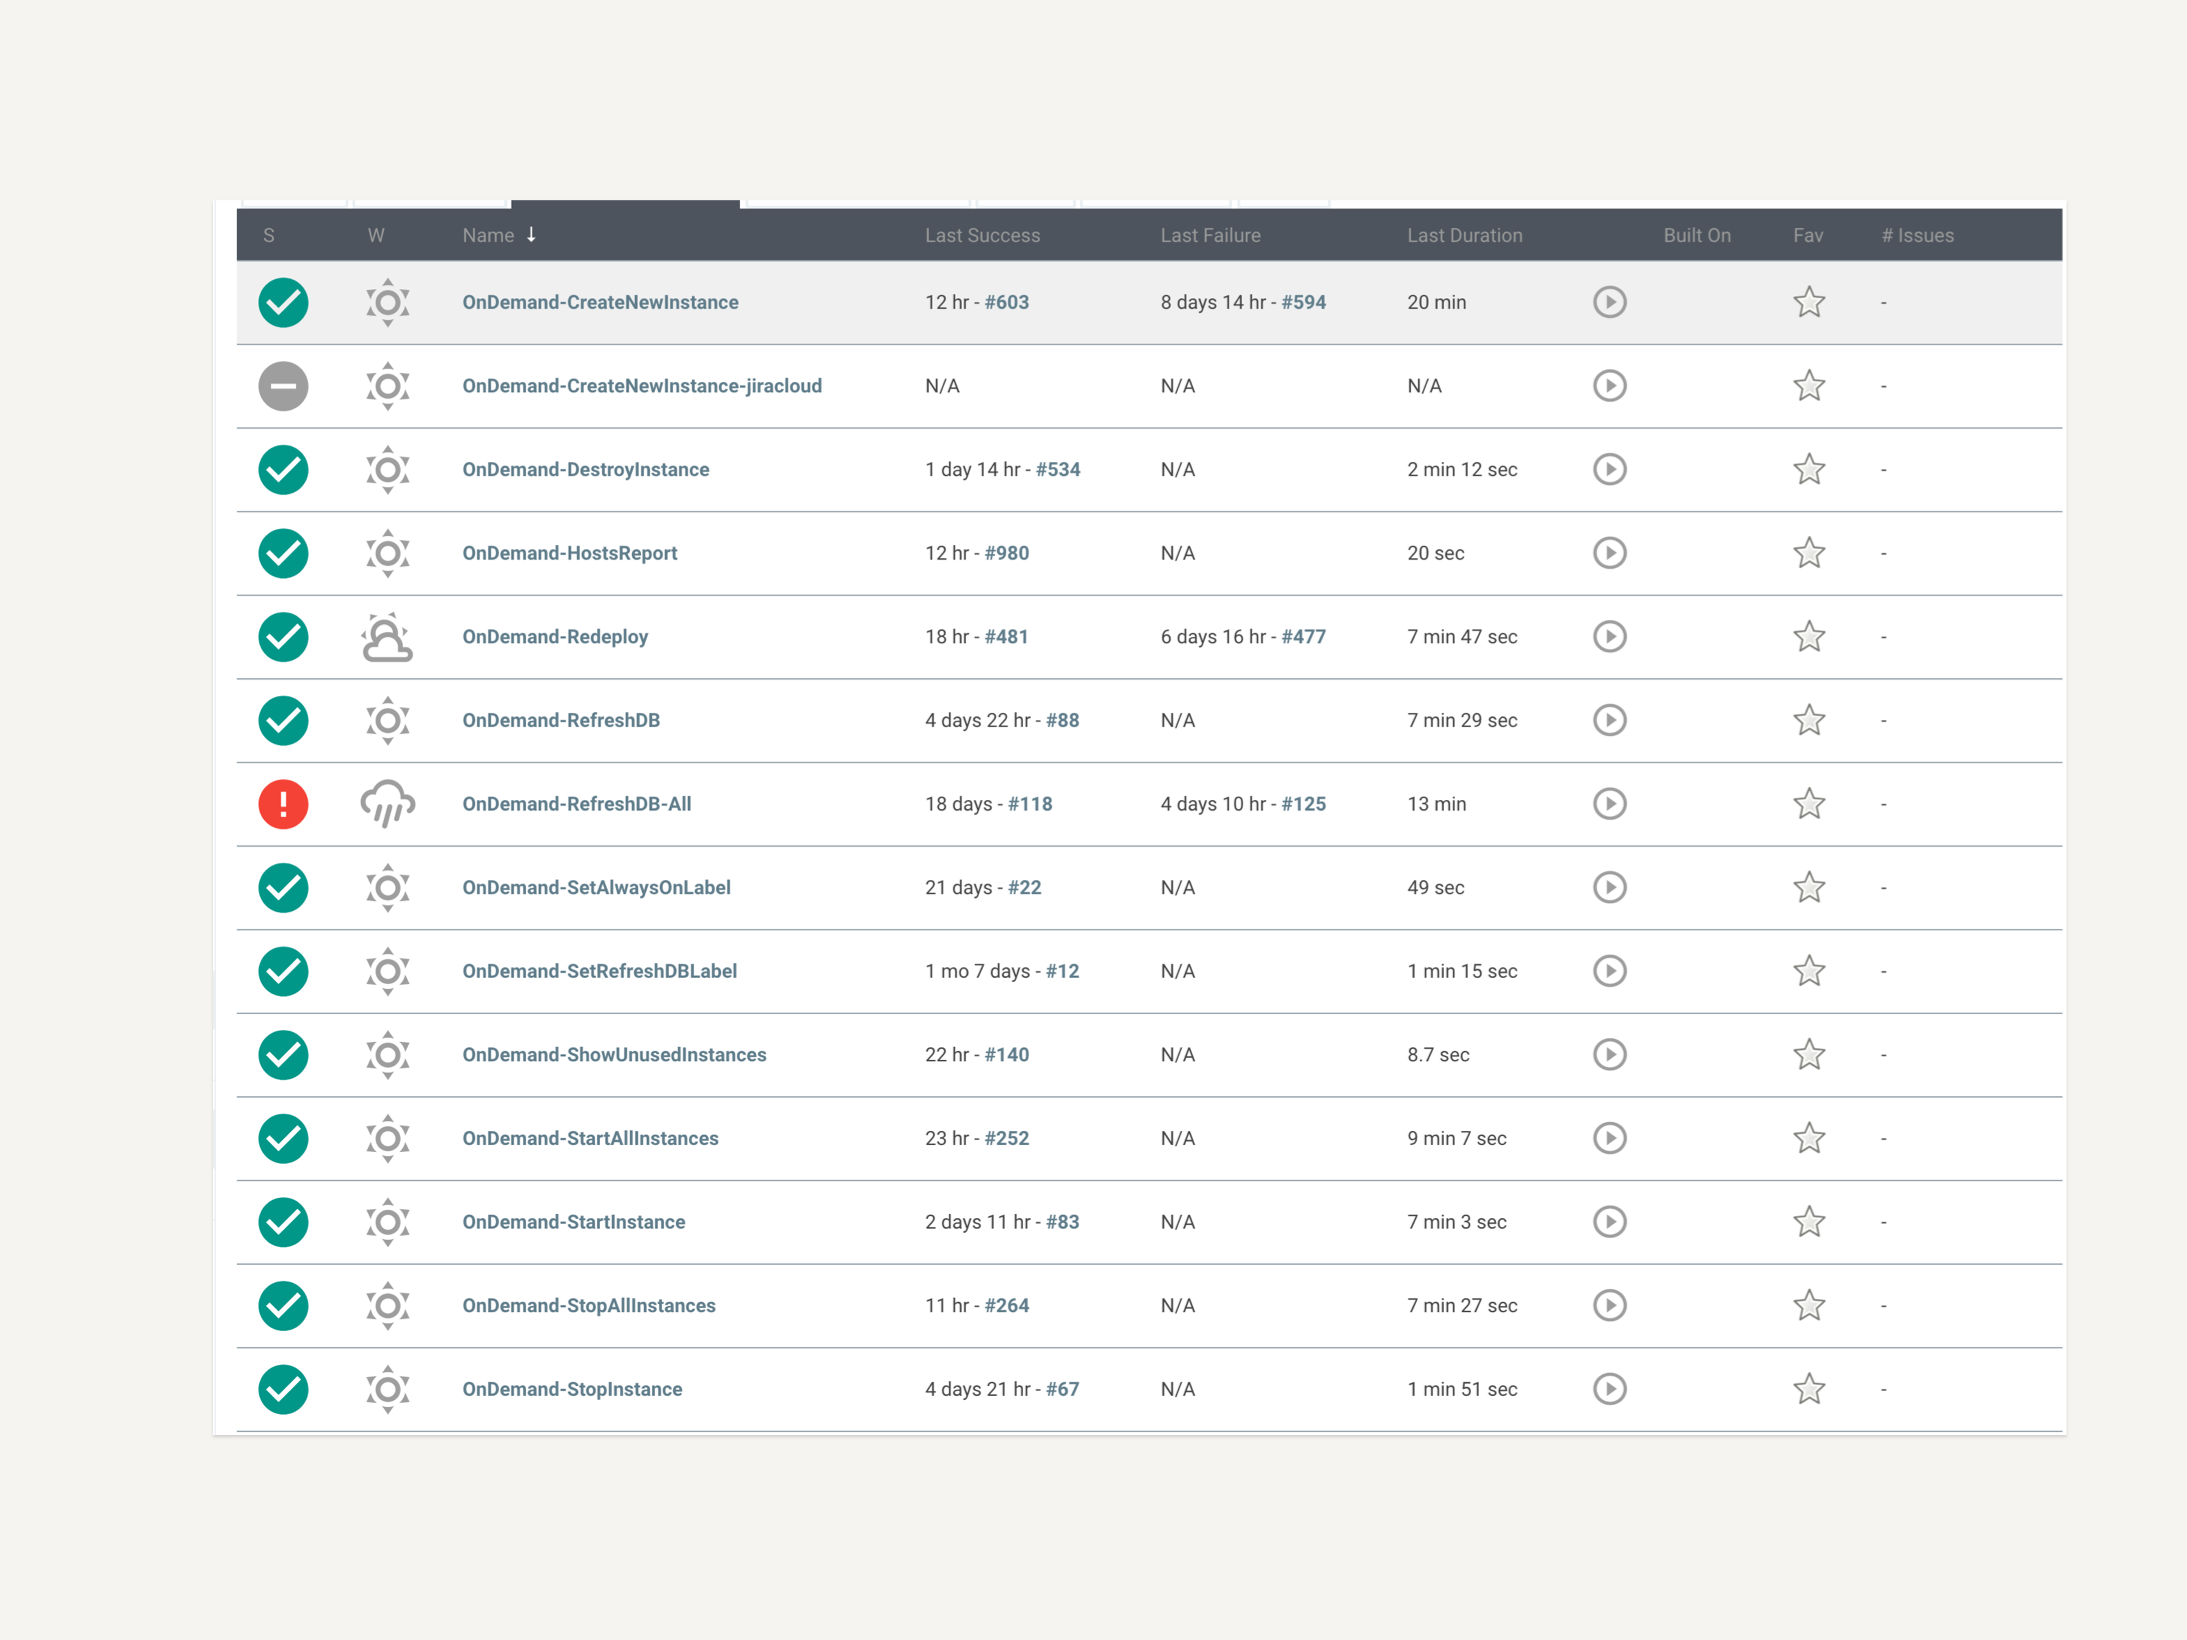 S W Name ↓ Last Success Last Failure Last Duration Built On Fav # Issues
OnDemand-CreateNewInstance 12 hr - #603 8 days 14 hr - #594 20 min -
OnDemand-CreateNewInstance-jiracloud N/A N/A N/A -
OnDemand-DestroyInstance 1 day 14 hr - #534 N/A 2 min 12 sec -
OnDemand-HostsReport 12 hr - #980 N/A 20 sec -
OnDemand-Redeploy 18 hr - #481 6 days 16 hr - #477 7 min 47 sec -
OnDemand-RefreshDB 4 days 22 hr - #88 N/A 7 min 29 sec -
OnDemand-RefreshDB-All 18 days - #118 4 days 10 hr - #125 13 min -
OnDemand-SetAlwaysOnLabel 21 days - #22 N/A 49 sec -
OnDemand-SetRefreshDBLabel 1 mo 7 days - #12 N/A 1 min 15 sec -
OnDemand-ShowUnusedInstances 22 hr - #140 N/A 8.7 sec -
OnDemand-StartAllInstances 23 hr - #252 N/A 9 min 7 sec -
OnDemand-StartInstance 2 days 11 hr - #83 N/A 7 min 3 sec -
OnDemand-StopAllInstances 11 hr - #264 N/A 7 min 27 sec -
OnDemand-StopInstance 4 days 21 hr - #67 N/A 1 min 51 sec -